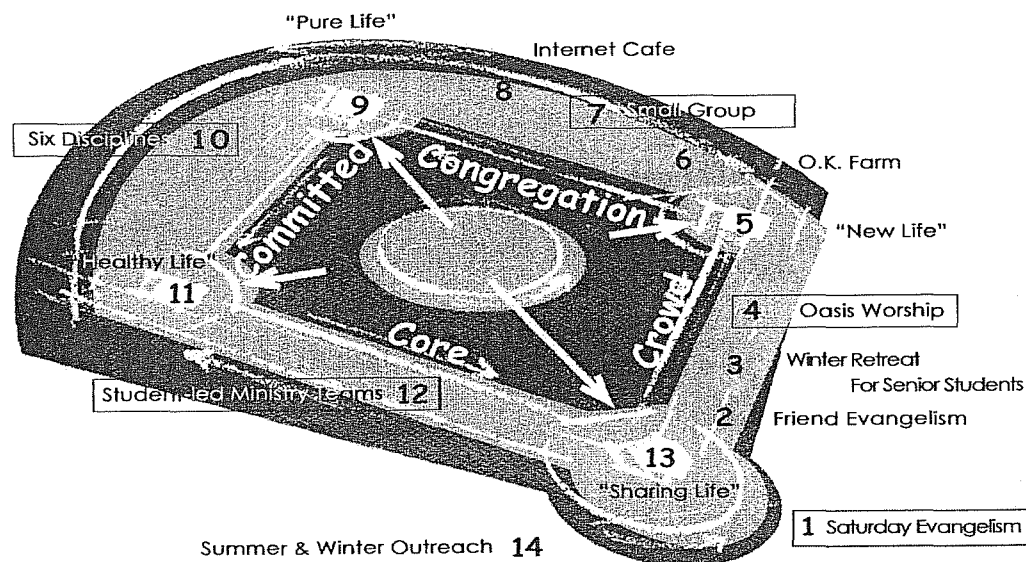 "Pure Life"
Internet Cafe
9
8
7 Small Group
Six Disciplines 10
6
O.K. Farm
Committed
Congregation
5
"New Life"
"Healthy Life"
11
Crowd
4 Oasis Worship
Core
3 Winter Retreat
For Senior Students
Student-led Ministry Teams 12
2 Friend Evangelism
13
"Sharing Life"
1 Saturday Evangelism
Summer & Winter Outreach 14